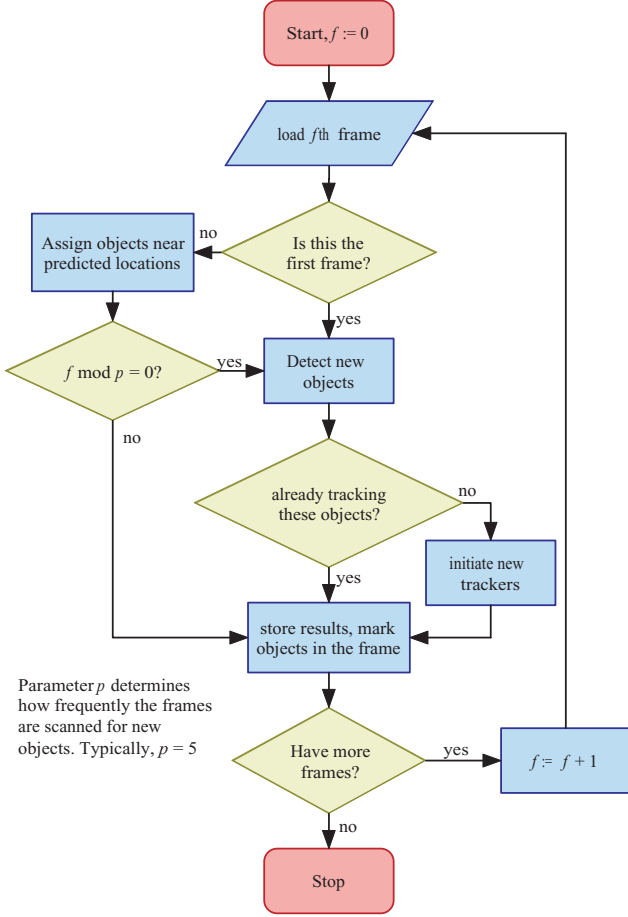 Start, f := 0
load fth frame
Is this the
first frame?
no
Assign objects near
predicted locations
yes
f mod p = 0?
yes
Detect new
objects
no
already tracking
these objects?
no
initiate new
trackers
yes
store results, mark
objects in the frame
Parameter p determines
how frequently the frames
are scanned for new
objects. Typically, p = 5
Have more
frames?
yes
f := f + 1
no
Stop